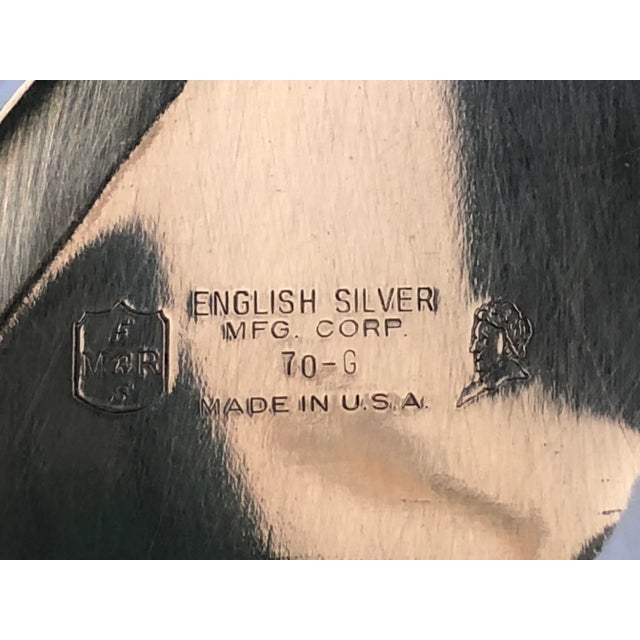 ENGLISH SILVER
MFG. CORP.
70-G
MADE IN U.S.A.
E
M&R
S